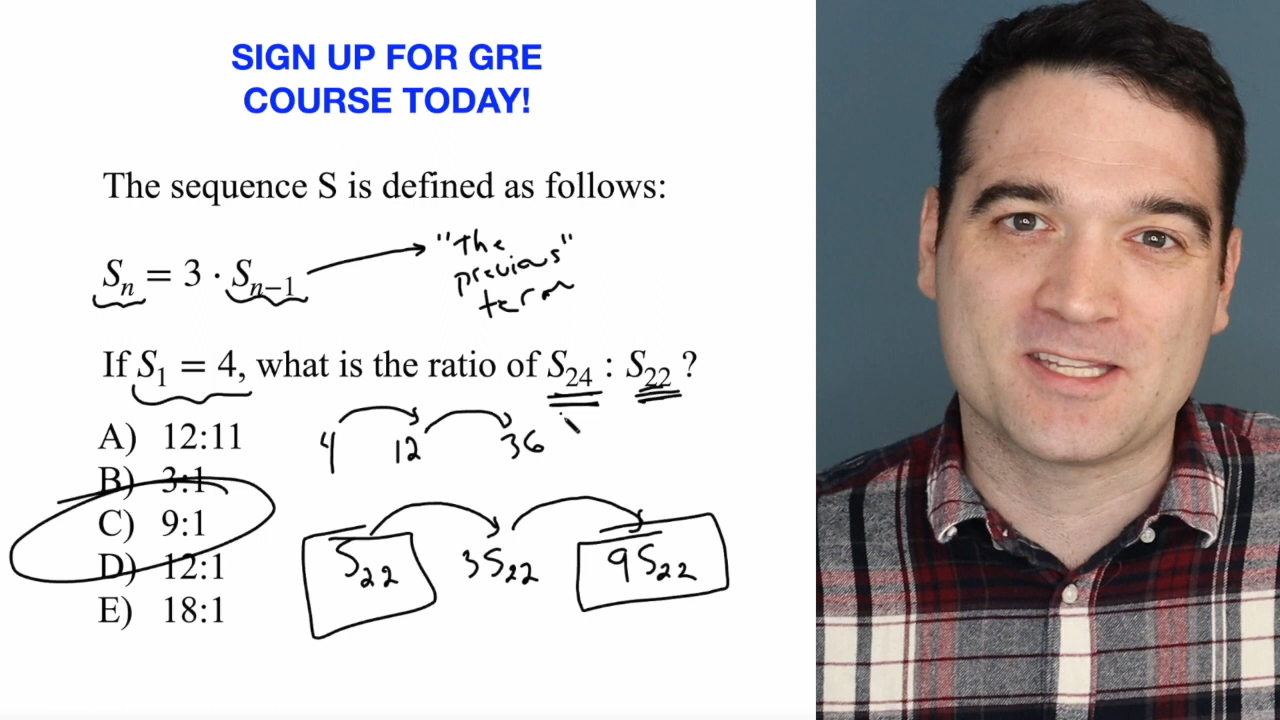 SIGN UP FOR GRE
COURSE TODAY!
The sequence S is defined as follows:
Sₙ = 3 · Sₙ₋₁
"the
previous"
term
If S₁ = 4, what is the ratio of S₂₄ : S₂₂ ?
A) 12:11
4 12 36
B) 3:1
C) 9:1
S₂₂ 3S₂₂ 9S₂₂
D) 12:1
E) 18:1